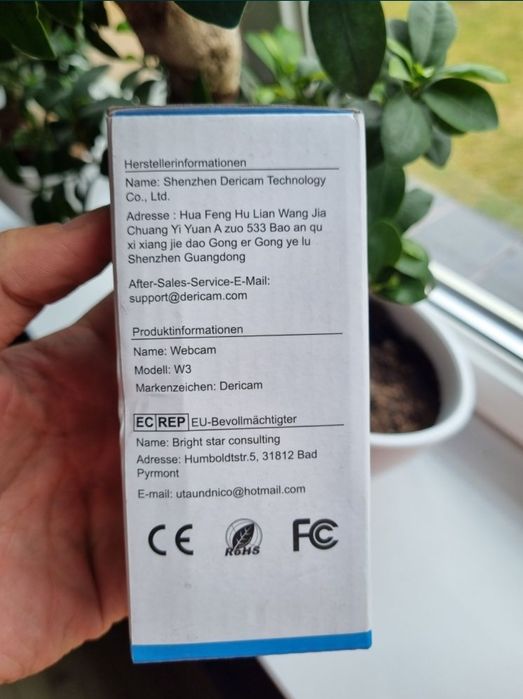 Herstellerinformationen
Name: Shenzhen Dericam Technology
Co., Ltd.
Adresse : Hua Feng Hu Lian Wang Jia
Chuang Yi Yuan A zuo 533 Bao an qu
xi xiang jie dao Gong er Gong ye lu
Shenzhen Guangdong
After-Sales-Service-E-Mail:
support@dericam.com
Produktinformationen
Name: Webcam
Modell: W3
Markenzeichen: Dericam
EC REP EU-Bevollmächtigter
Name: Bright star consulting
Adresse: Humboldtstr.5, 31812 Bad
Pyrmont
E-mail: utaundnico@hotmail.com
CE RoHS FC